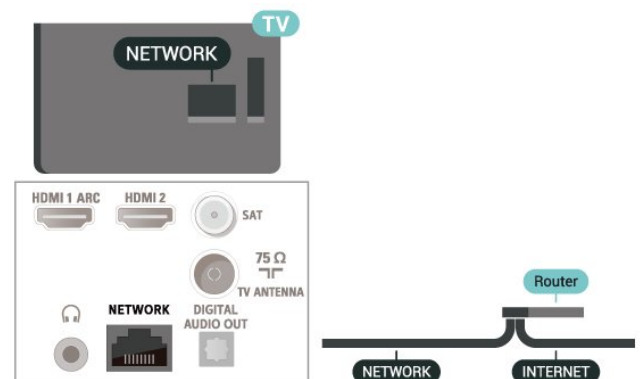 TV
NETWORK
HDMI 1 ARC
HDMI 2
SAT
75 Ω
TV ANTENNA
NETWORK
DIGITAL
AUDIO OUT
Router
NETWORK
INTERNET